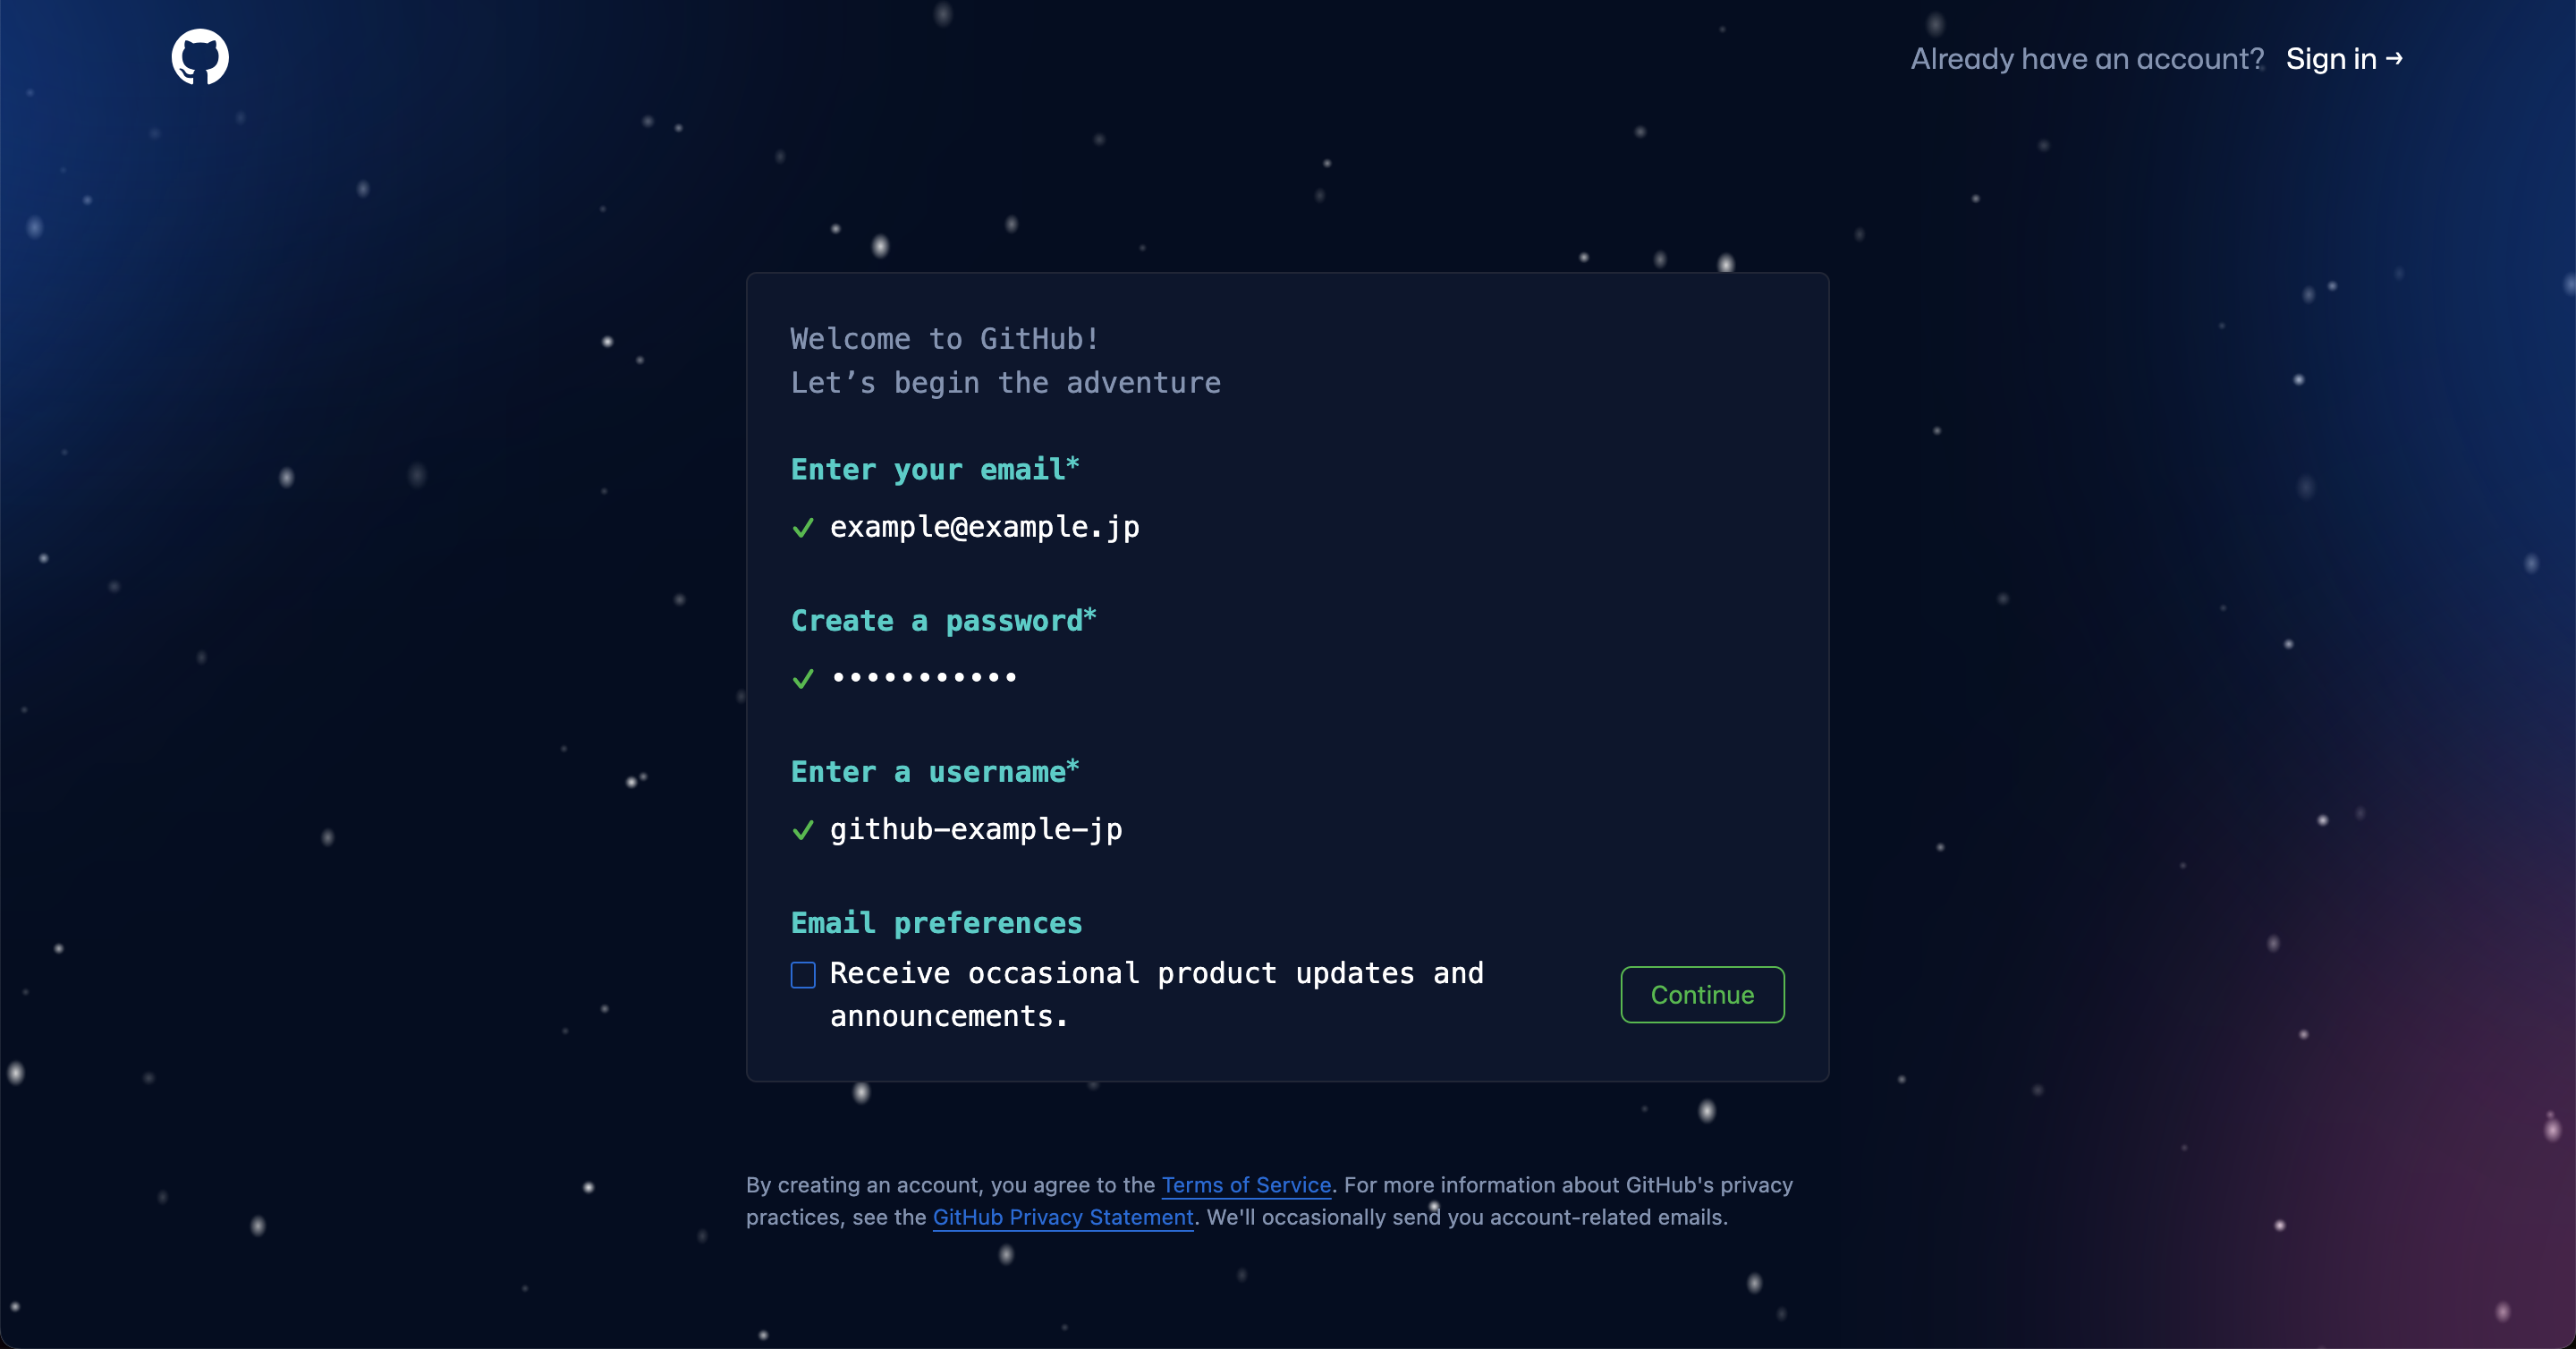 Already have an account? Sign in →
Welcome to GitHub!
Let’s begin the adventure
Enter your email*
✓ example@example.jp
Create a password*
✓ •••••••••••
Enter a username*
✓ github-example-jp
Email preferences
Receive occasional product updates and
announcements.
Continue
By creating an account, you agree to the Terms of Service. For more information about GitHub's privacy
practices, see the GitHub Privacy Statement. We'll occasionally send you account-related emails.